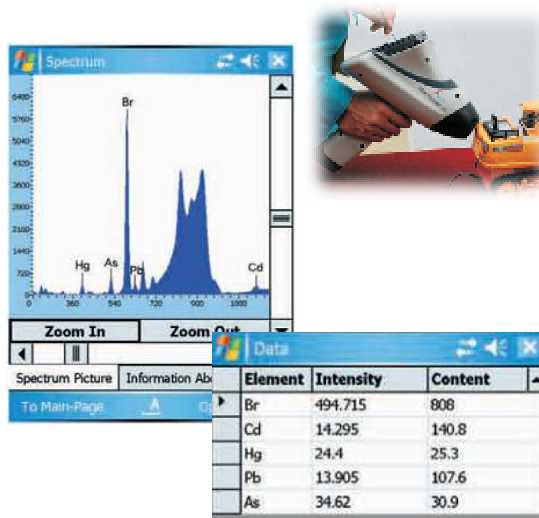 Spectrum
6400
5760
5040
4320
3600
2880
2160
1440
720
0
Br
Hg
As
Pb
Cd
0 360 540 720 900 1080
Zoom In Zoom Out
Spectrum Picture Information Abo
To Main-Page A Op
Data
Element Intensity Content
Br 494.715 808
Cd 14.295 140.8
Hg 24.4 25.3
Pb 13.905 107.6
As 34.62 30.9